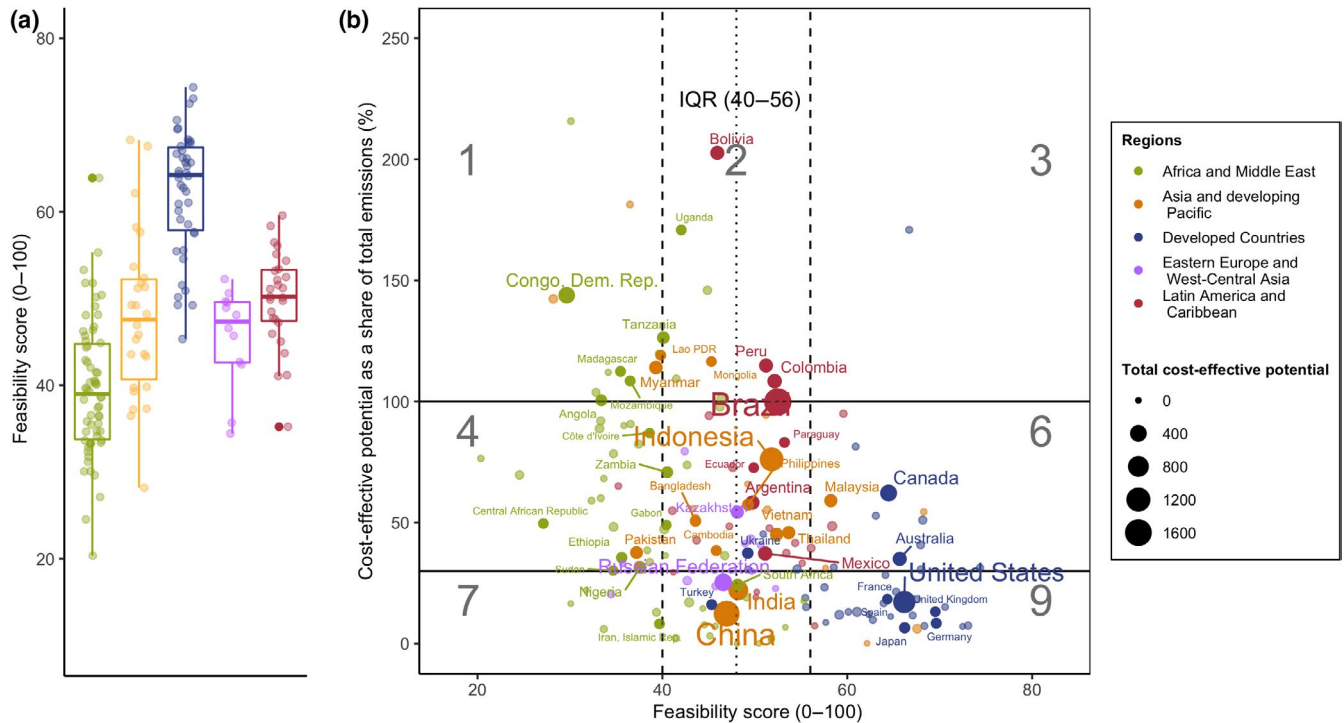 (a)
80
60
40
20
Feasibility score (0–100)
(b)
Cost-effective potential as a share of total emissions (%)
250
200
150
100
50
0
IQR (40–56)
1
2
3
4
6
7
9
Bolivia
Uganda
Congo, Dem. Rep.
Tanzania
Lao PDR
Peru
Madagascar
Mongolia
Colombia
Myanmar
Mozambique
Brazil
Angola
Côte d'Ivoire
Indonesia
Paraguay
Zambia
Ecuador
Philippines
Bangladesh
Argentina
Malaysia
Canada
Central African Republic
Gabon
Kazakhstan
Vietnam
Ethiopia
Pakistan
Cambodia
Ukraine
Thailand
Australia
Sudan
Russian Federation
Mexico
South Africa
United States
Nigeria
Turkey
India
France
United Kingdom
Spain
Iran, Islamic Rep.
China
Japan
Germany
20
40
60
80
Feasibility score (0–100)
Regions
Africa and Middle East
Asia and developing
Pacific
Developed Countries
Eastern Europe and
West-Central Asia
Latin America and
Caribbean
Total cost-effective potential
0
400
800
1200
1600